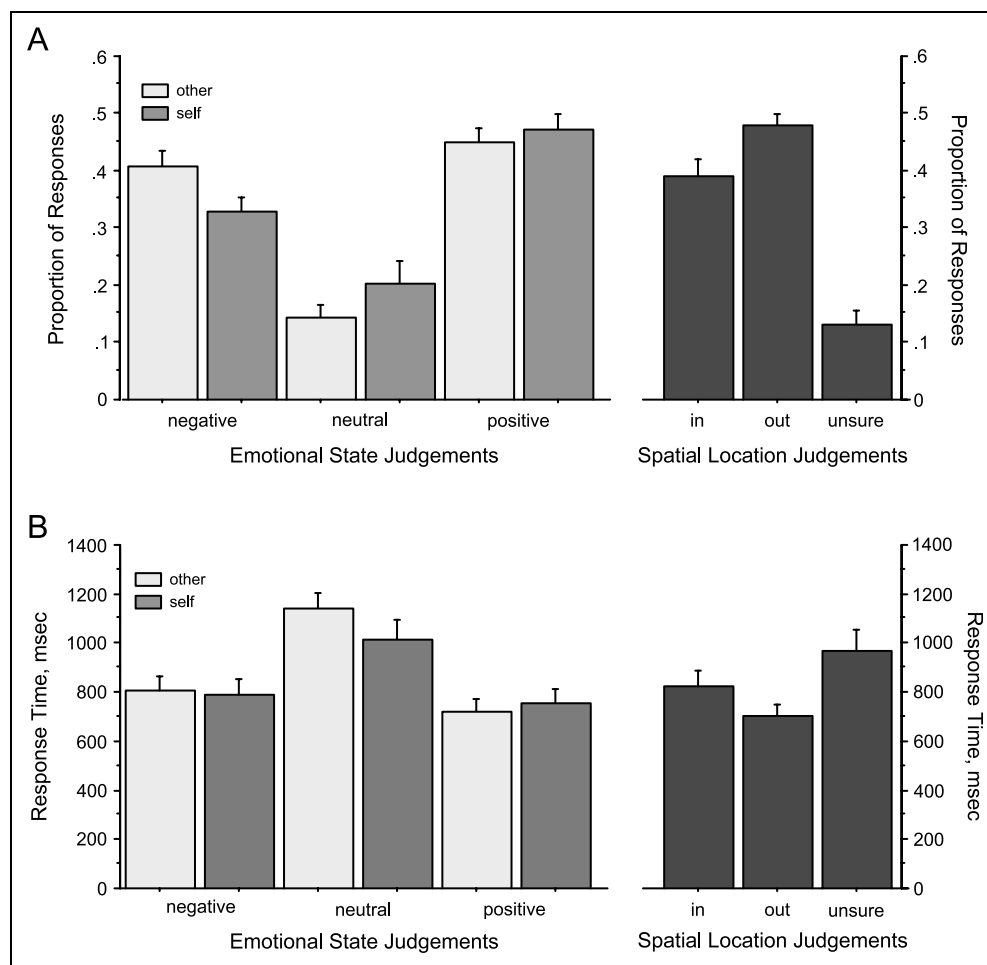 A
.6
.5
.4
.3
.2
.1
0
Proportion of Responses
other
self
negative neutral positive
Emotional State Judgements
.6
.5
.4
.3
.2
.1
0
Proportion of Responses
in out unsure
Spatial Location Judgements
B
1400
1200
1000
800
600
400
200
0
Response Time, msec
other
self
negative neutral positive
Emotional State Judgements
1400
1200
1000
800
600
400
200
0
Response Time, msec
in out unsure
Spatial Location Judgements